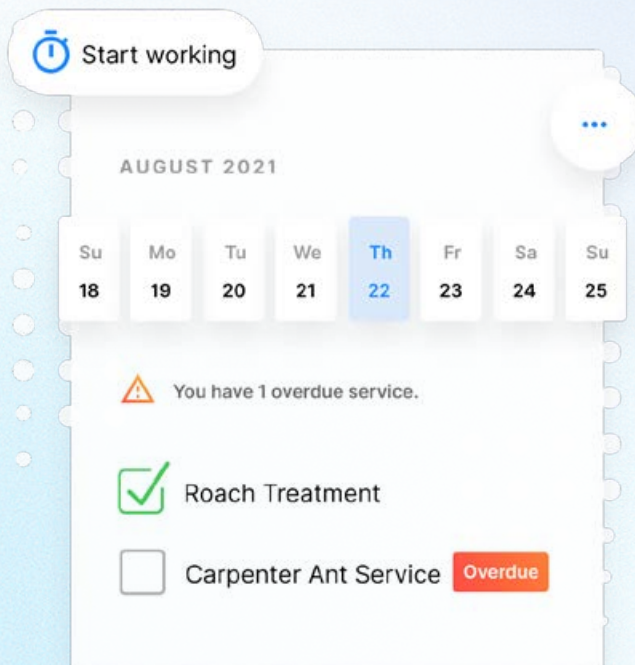 Start working
AUGUST 2021
Su Mo Tu We Th Fr Sa Su
18 19 20 21 22 23 24 25
You have 1 overdue service.
Roach Treatment
Carpenter Ant Service Overdue